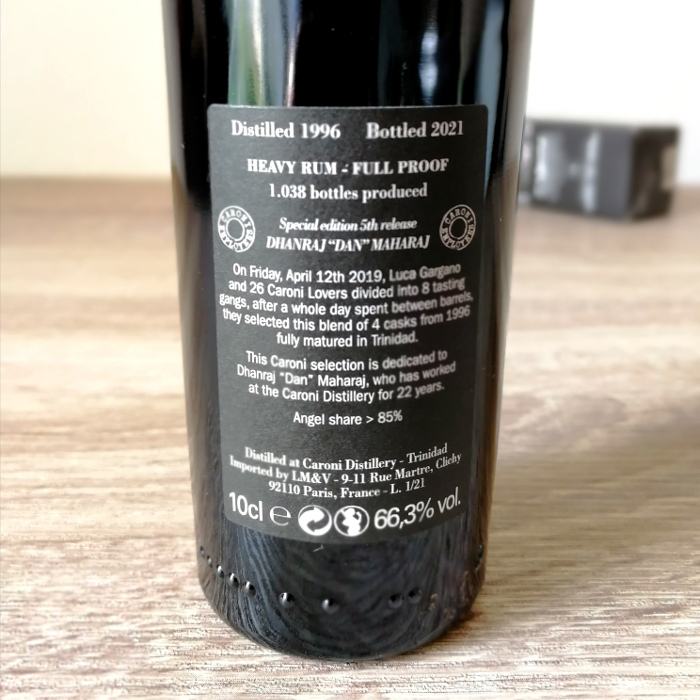 Distilled 1996 Bottled 2021
HEAVY RUM - FULL PROOF
1.038 bottles produced
Special edition 5th release
DHANRAJ “DAN” MAHARAJ
CARONI EMPLOYEES
CARONI EMPLOYEES
On Friday, April 12th 2019, Luca Gargano
and 26 Caroni Lovers divided into 8 tasting
gangs, after a whole day spent between barrels,
they selected this blend of 4 casks from 1996
fully matured in Trinidad.
This Caroni selection is dedicated to
Dhanraj “Dan” Maharaj, who has worked
at the Caroni Distillery for 22 years.
Angel share > 85%
Distilled at Caroni Distillery - Trinidad
Imported by LM&V - 9-11 Rue Martre, Clichy
92110 Paris, France - L. 1/21
10cl ℮ 66,3% vol.